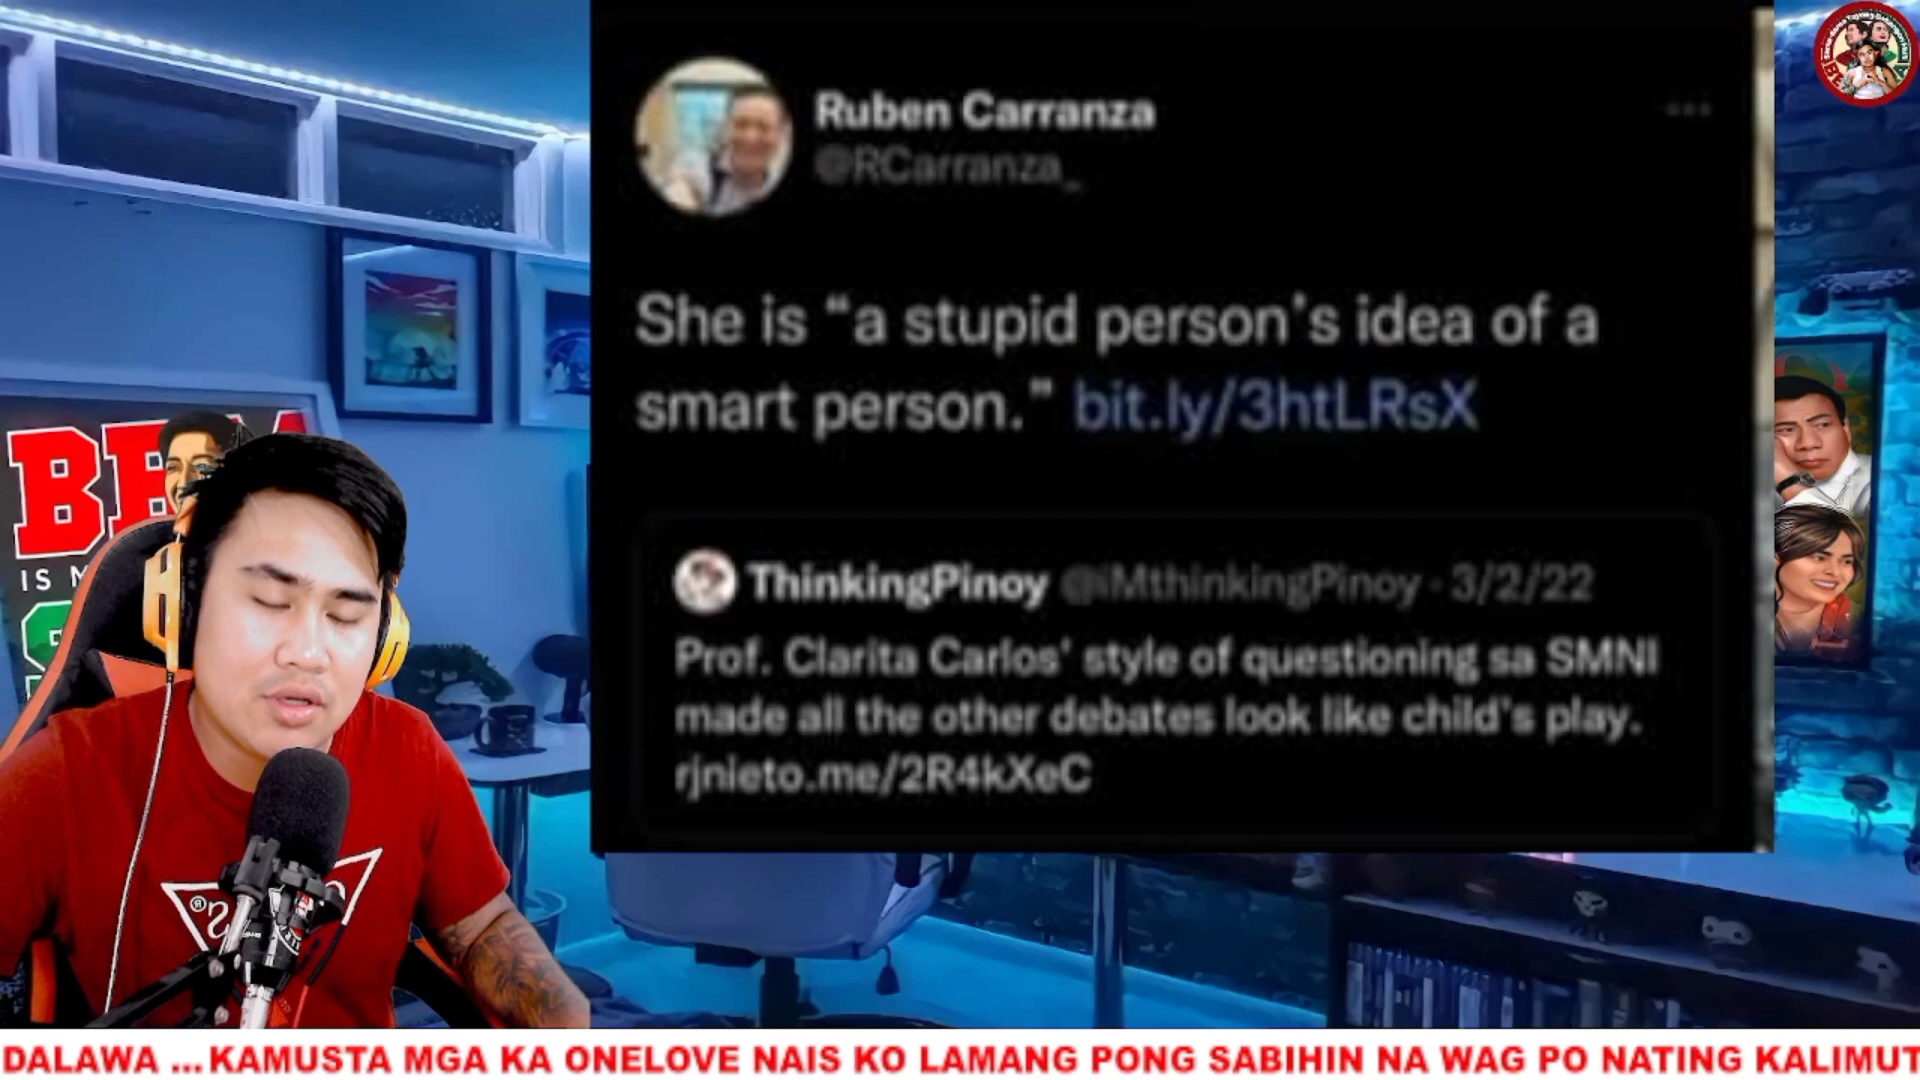 Ruben Carranza
@RCarranza_
She is “a stupid person’s idea of a
smart person.” bit.ly/3htLRsX
ThinkingPinoy @iMthinkingPinoy · 3/2/22
Prof. Clarita Carlos' style of questioning sa SMNI
made all the other debates look like child's play.
rjnieto.me/2R4kXeC
IS
DALAWA ... KAMUSTA MGA KA ONELOVE NAIS KO LAMANG PONG SABIHIN NA WAG PO NATING KALIMUT